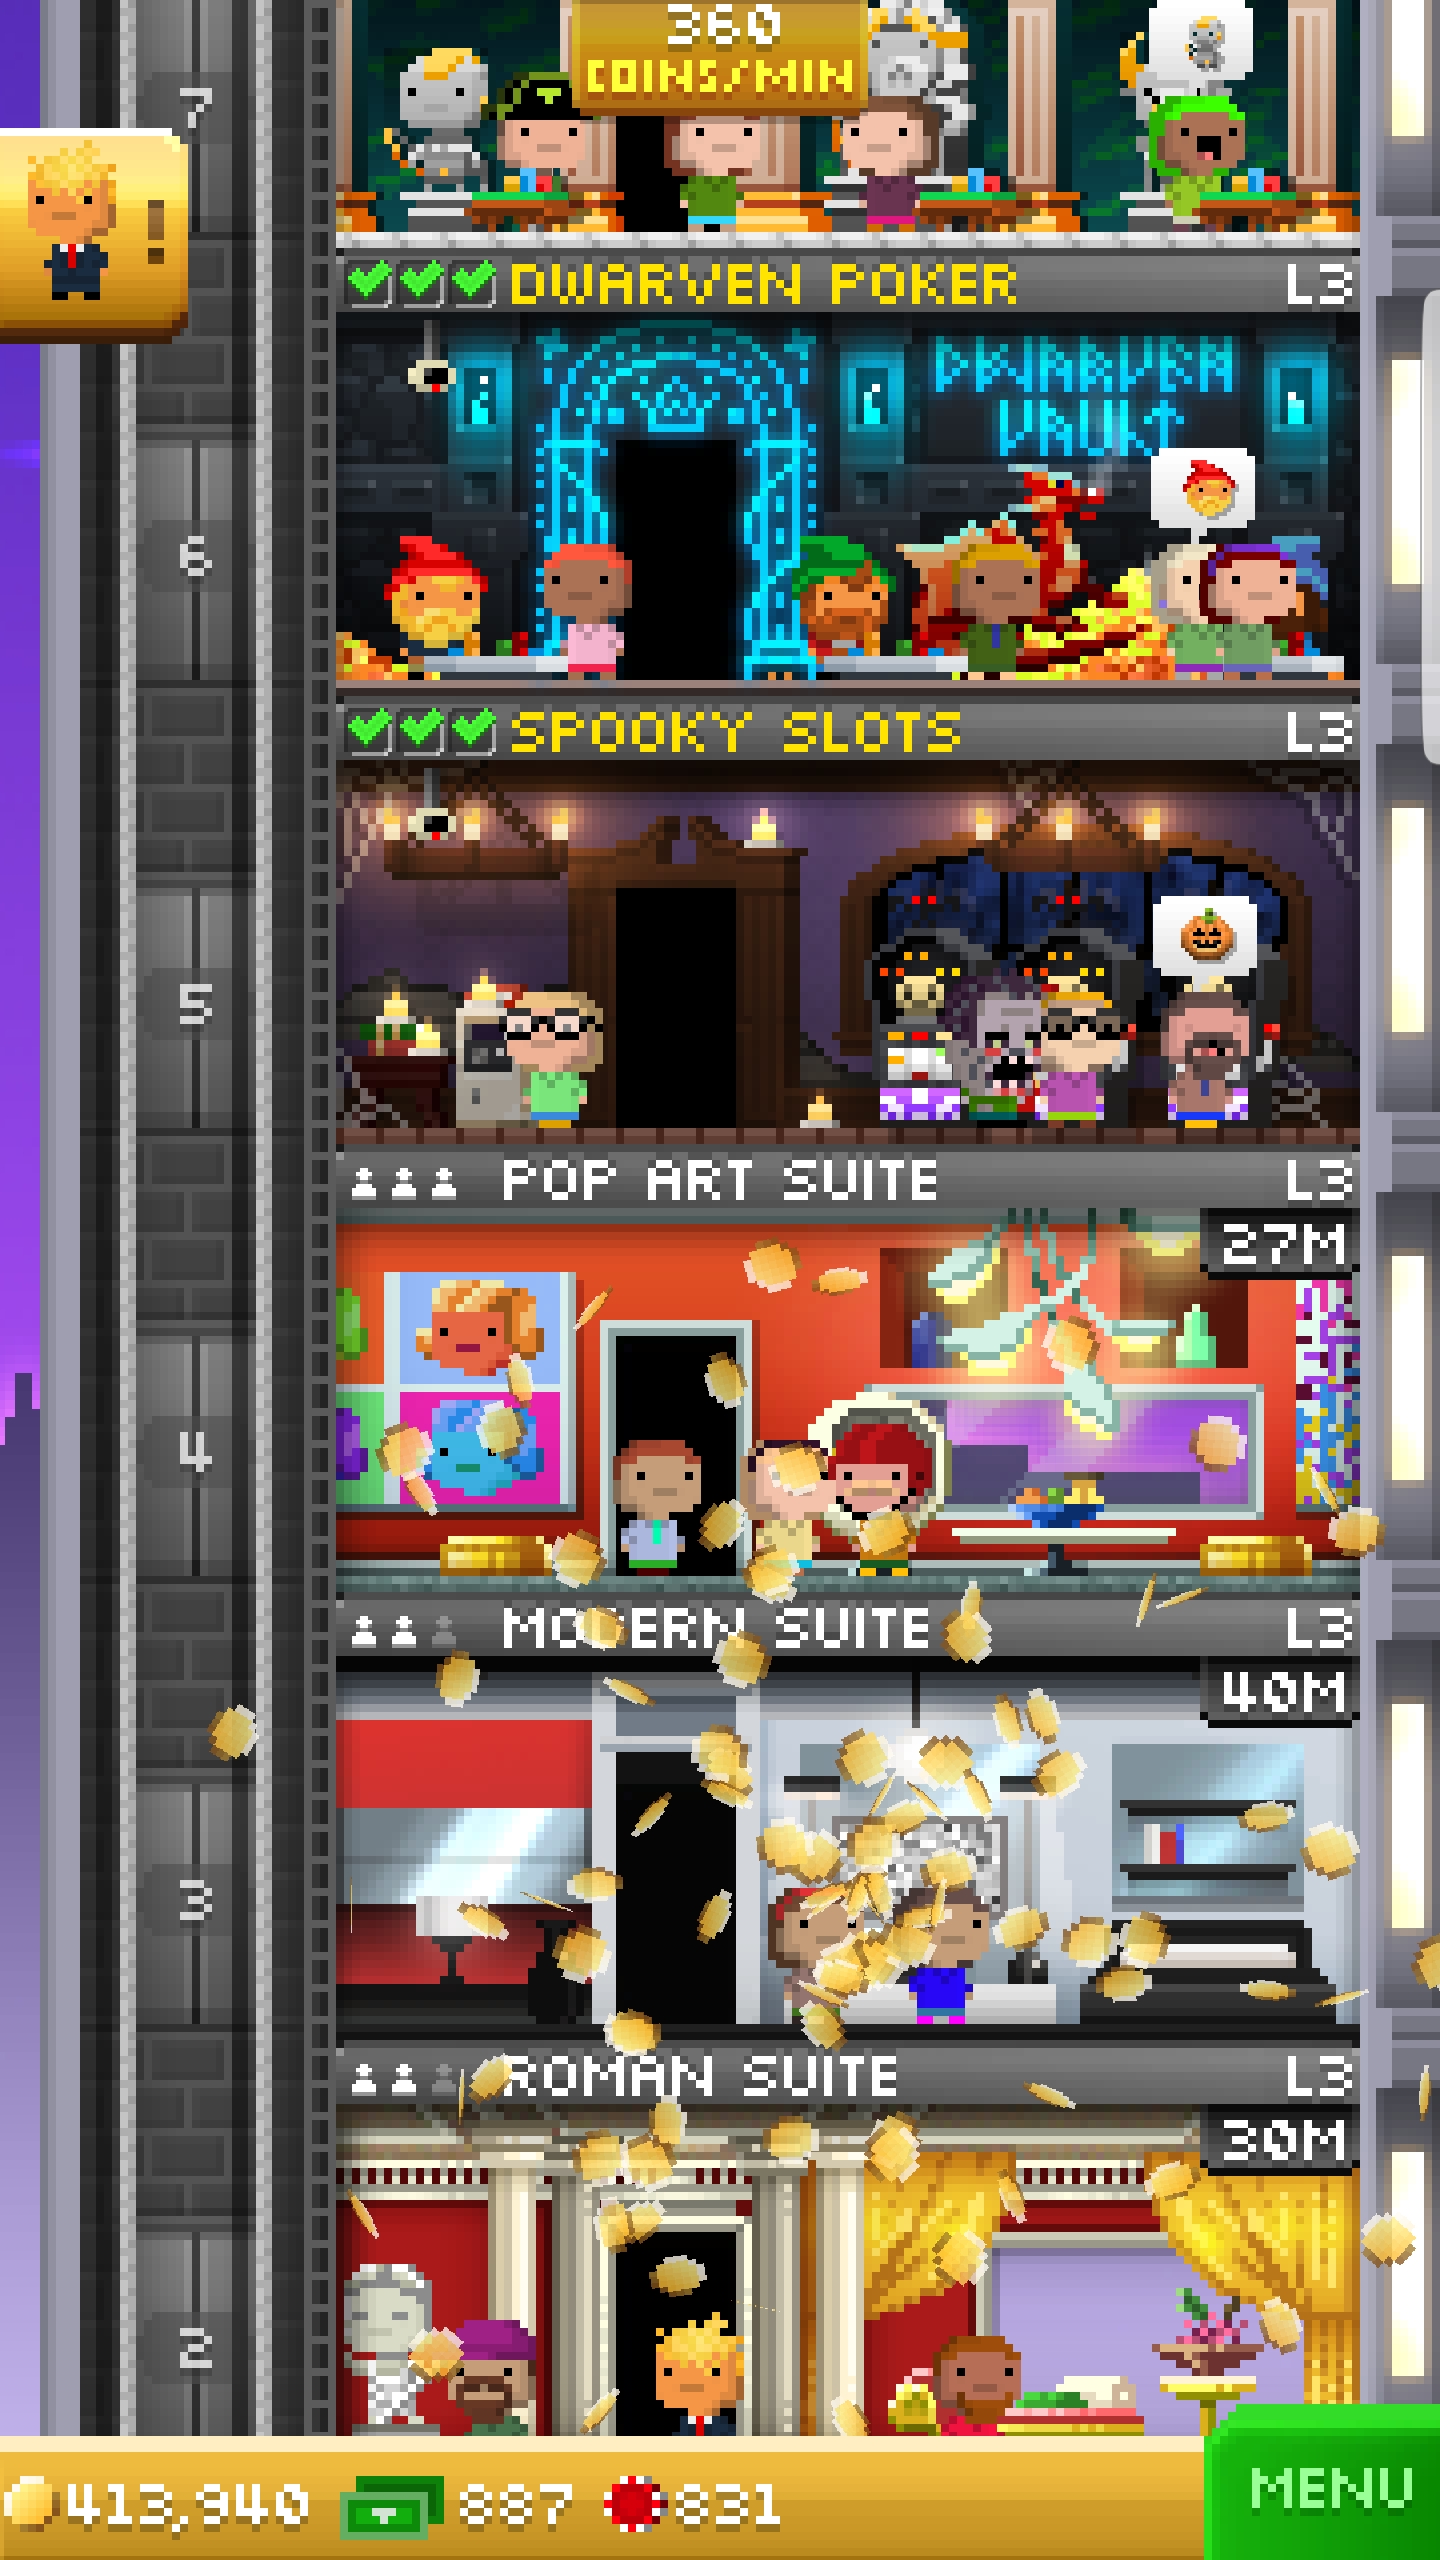 360
COINS/MIN
7
!
DWARVEN POKER L3
DWARVEN
VAULT
6
SPOOKY SLOTS L3
5
POP ART SUITE L3
27M
4
MODERN SUITE L3
40M
3
ROMAN SUITE L3
30M
2
413,940 887 831 MENU